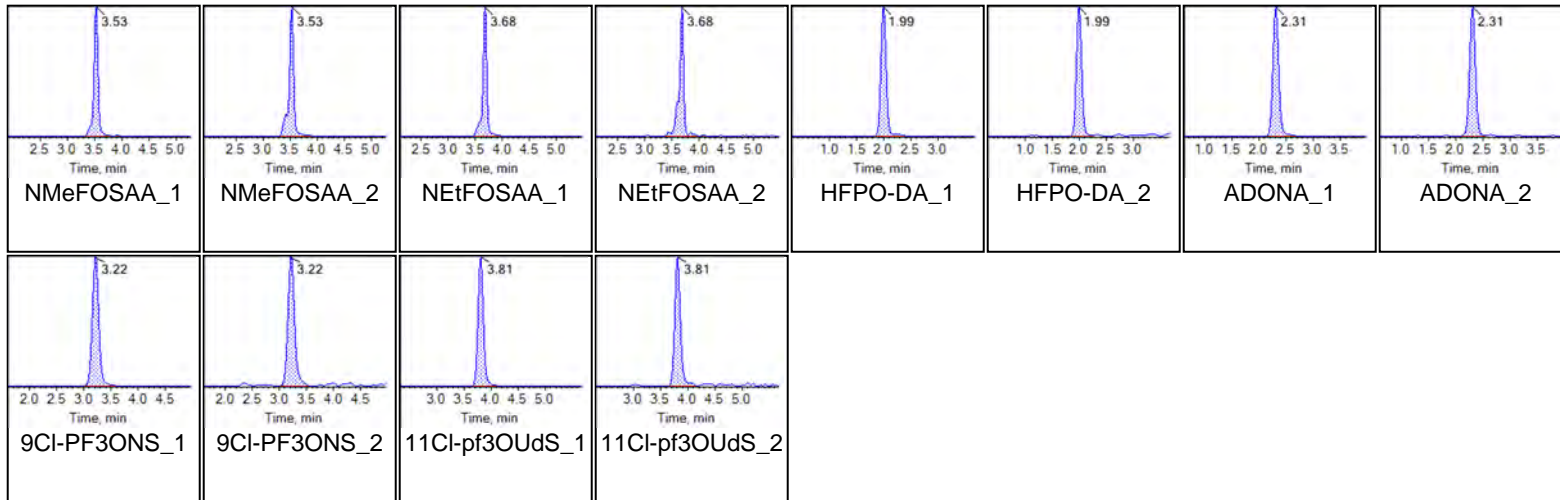 3.53 3.53 3.68 3.68 1.99 1.99 2.31 2.31
2.5 3.0 3.5 4.0 4.5 5.0 2.5 3.0 3.5 4.0 4.5 5.0 2.5 3.0 3.5 4.0 4.5 5.0 2.5 3.0 3.5 4.0 4.5 5.0 1.0 1.5 2.0 2.5 3.0 1.0 1.5 2.0 2.5 3.0 1.0 1.5 2.0 2.5 3.0 3.5 1.0 1.5 2.0 2.5 3.0 3.5
Time, min Time, min Time, min Time, min Time, min Time, min Time, min Time, min
NMeFOSAA_1 NMeFOSAA_2 NEtFOSAA_1 NEtFOSAA_2 HFPO-DA_1 HFPO-DA_2 ADONA_1 ADONA_2
3.22 3.22 3.81 3.81
2.0 2.5 3.0 3.5 4.0 4.5 2.0 2.5 3.0 3.5 4.0 4.5 3.0 3.5 4.0 4.5 5.0 3.0 3.5 4.0 4.5 5.0
Time, min Time, min Time, min Time, min
9Cl-PF3ONS_1 9Cl-PF3ONS_2 11Cl-pf3OUdS_1 11Cl-pf3OUdS_2